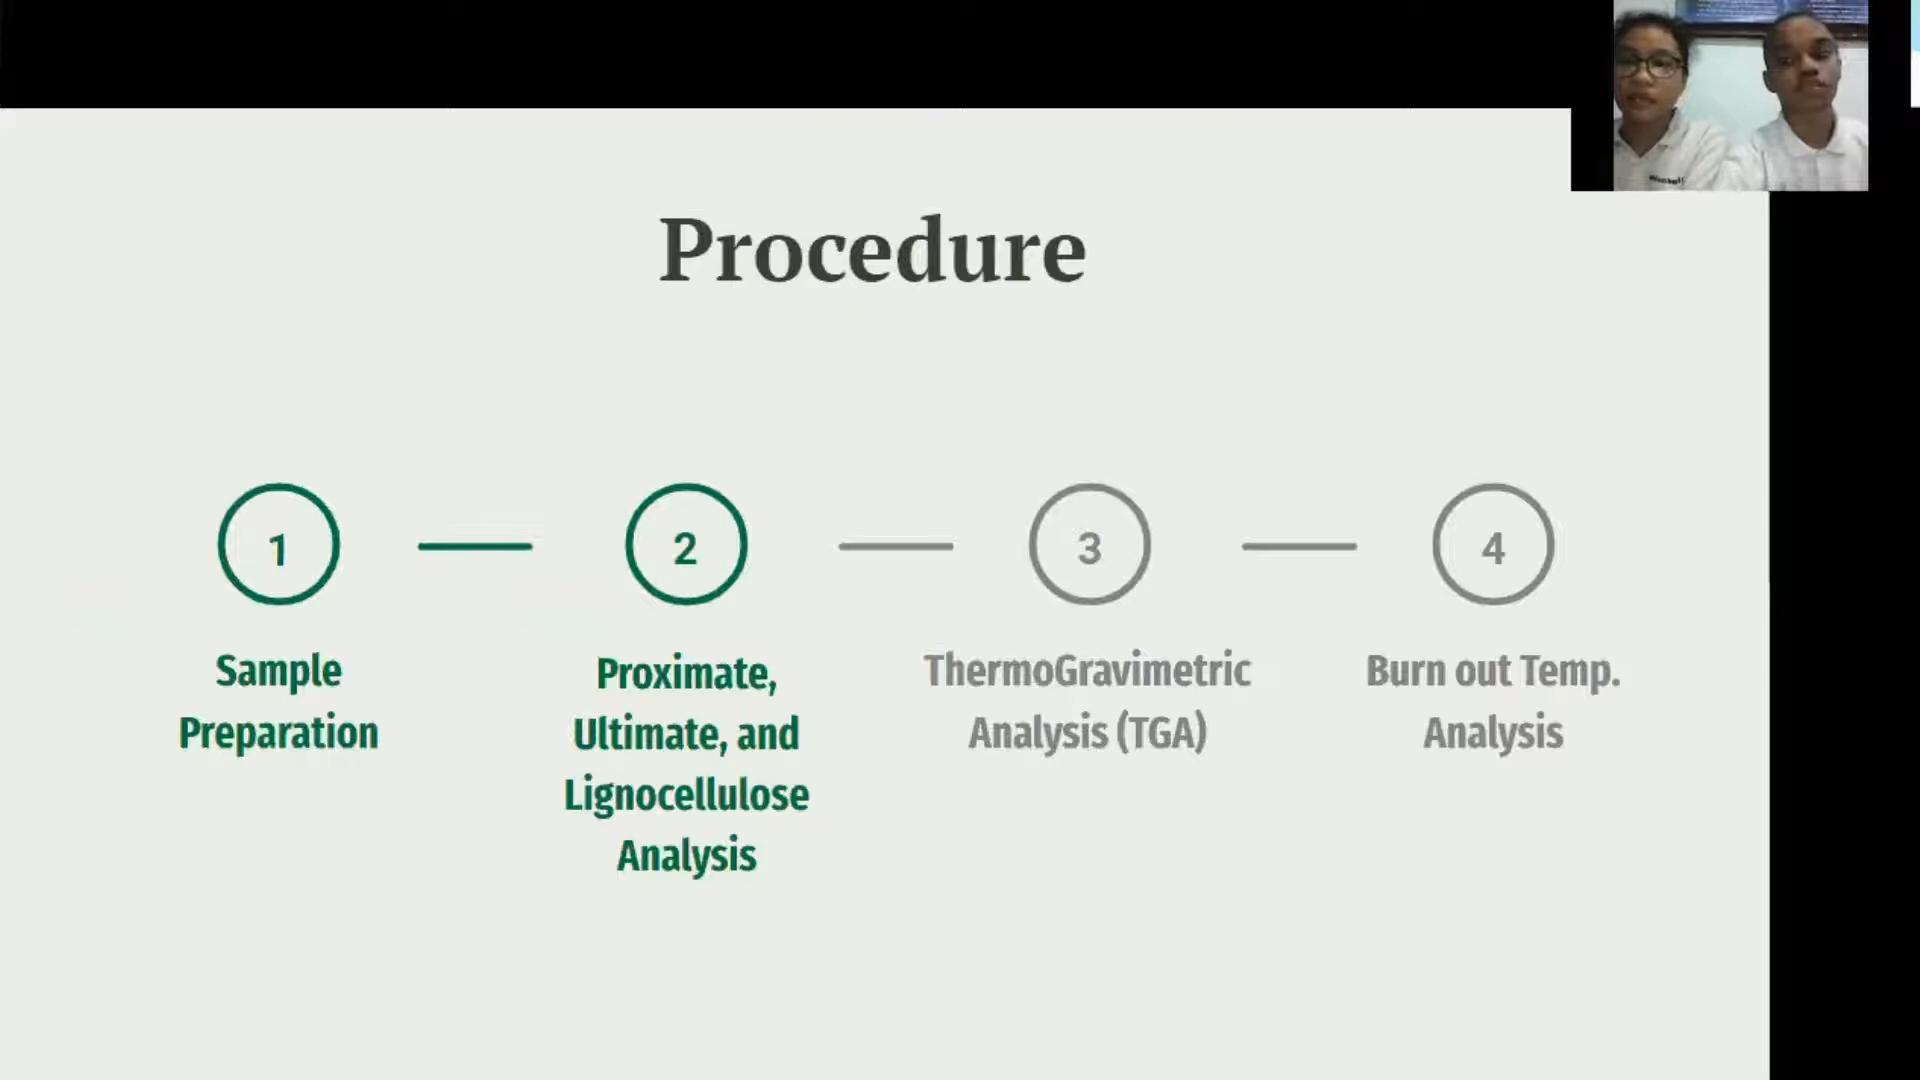 Procedure
1
2
3
4
Sample
Preparation
Proximate,
Ultimate, and
Lignocellulose
Analysis
ThermoGravimetric
Analysis (TGA)
Burn out Temp.
Analysis